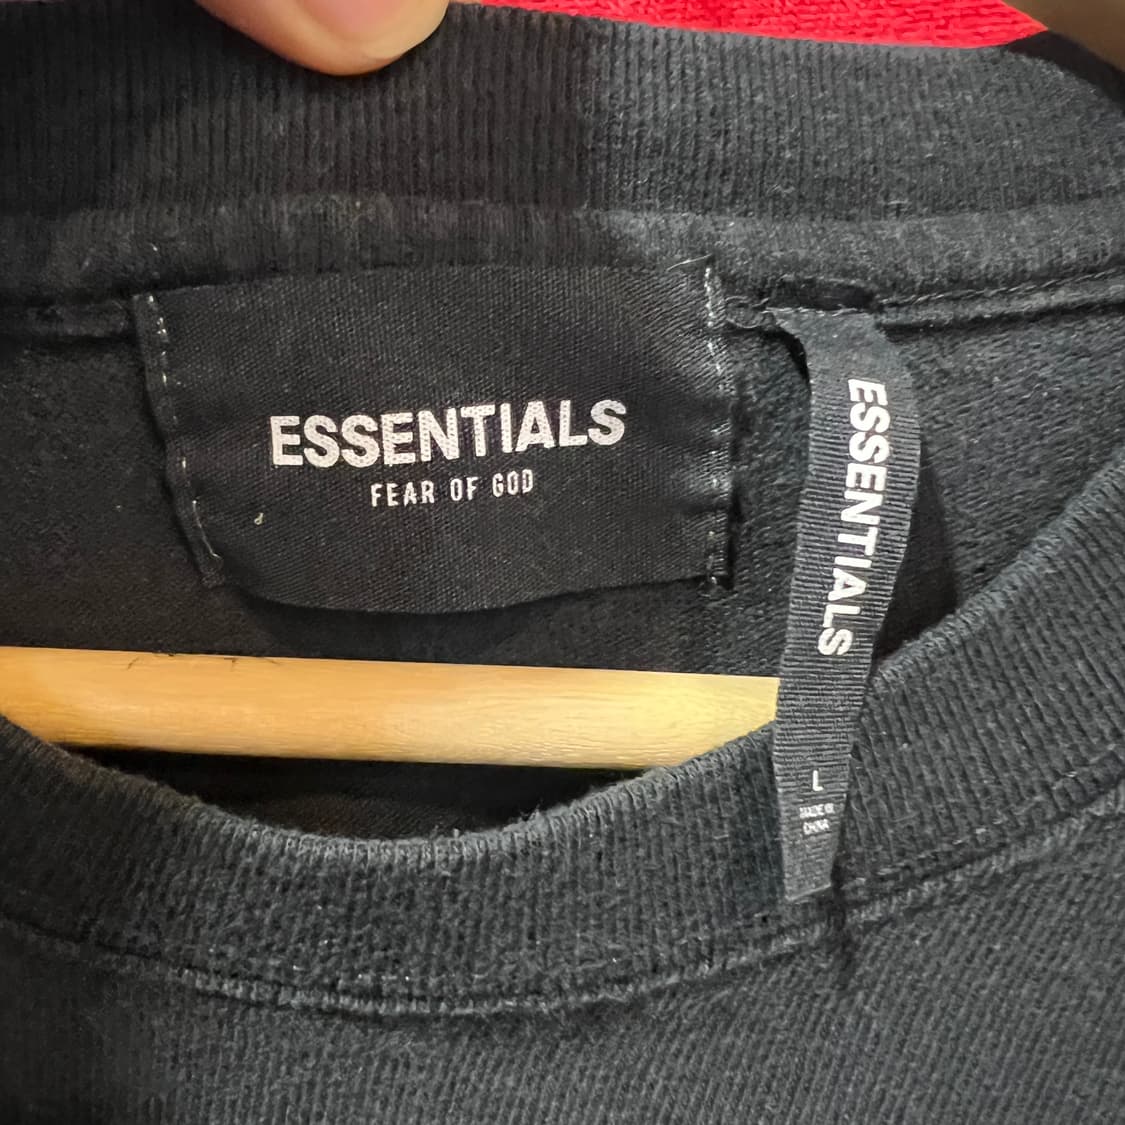 ESSENTIALS
FEAR OF GOD
ESSENTIALS
L
MADE IN
CHINA